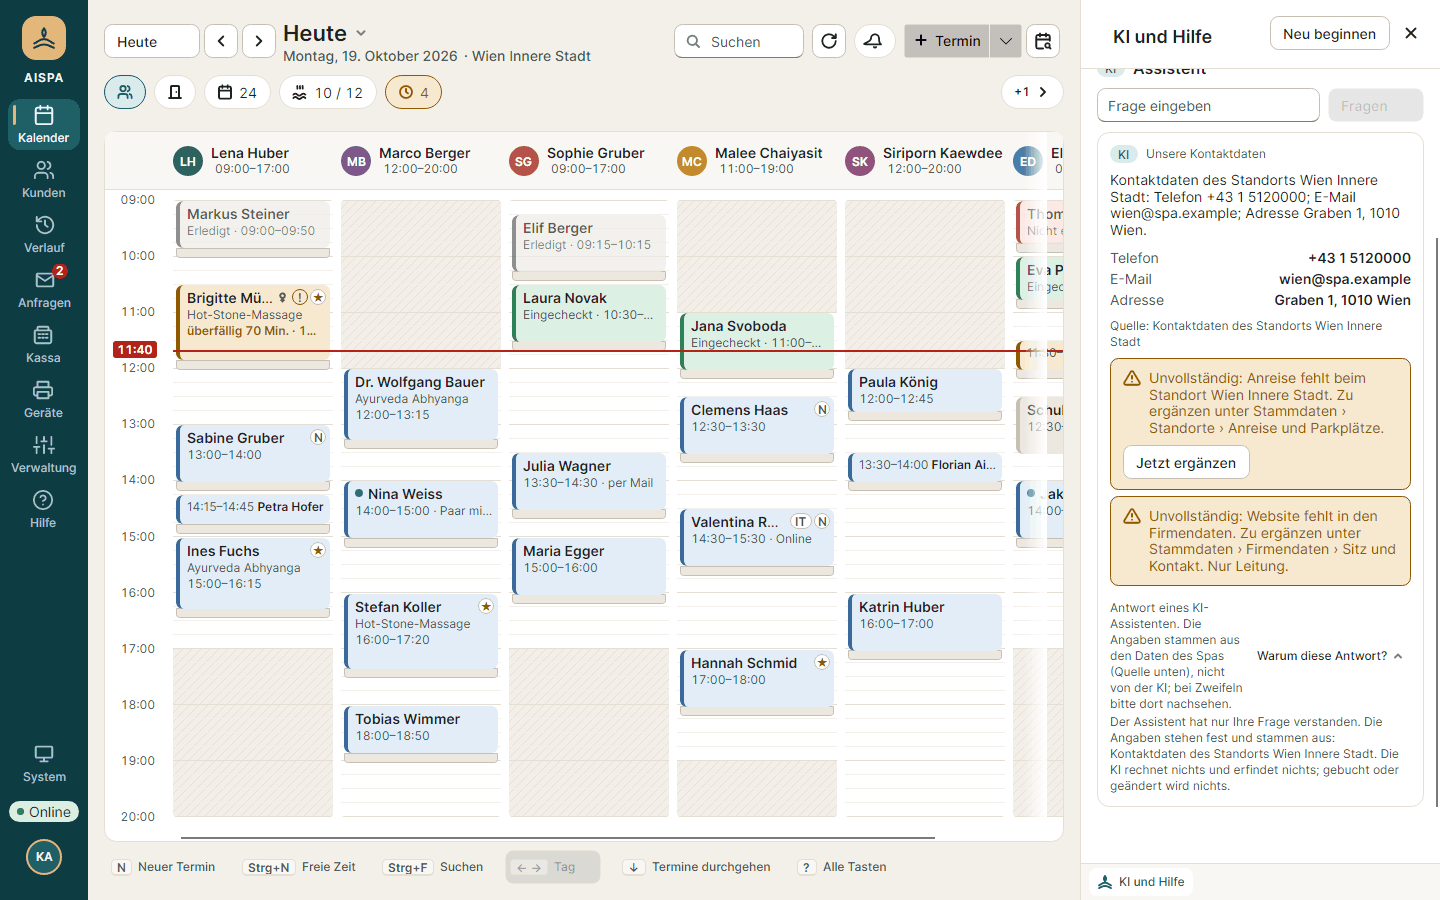 AISPA
Kalender
Kunden
Verlauf
2
Anfragen
Kassa
Geräte
Verwaltung
Hilfe
System
Online
KA
Heute
Heute
Montag, 19. Oktober 2026 · Wien Innere Stadt
Suchen
Termin
24
10 / 12
4
+1
LH
Lena Huber
09:00–17:00
MB
Marco Berger
12:00–20:00
SG
Sophie Gruber
09:00–17:00
MC
Malee Chaiyasit
11:00–19:00
SK
Siriporn Kaewdee
12:00–20:00
ED
El
09:00
10:00
11:00
11:40
12:00
13:00
14:00
15:00
16:00
17:00
18:00
19:00
20:00
Markus Steiner
Erledigt · 09:00–09:50
Brigitte Mü...
Hot-Stone-Massage
überfällig 70 Min. · 1...
Sabine Gruber
N
13:00–14:00
14:15–14:45 Petra Hofer
Ines Fuchs
Ayurveda Abhyanga
15:00–16:15
Dr. Wolfgang Bauer
Ayurveda Abhyanga
12:00–13:15
Nina Weiss
14:00–15:00 · Paar mi...
Stefan Koller
Hot-Stone-Massage
16:00–17:20
Tobias Wimmer
18:00–18:50
Elif Berger
Erledigt · 09:15–10:15
Laura Novak
Eingecheckt · 10:30–...
Julia Wagner
13:30–14:30 · per Mail
Maria Egger
15:00–16:00
Jana Svoboda
Eingecheckt · 11:00–...
Clemens Haas
N
12:30–13:30
Valentina R...
IT
N
14:30–15:30 · Online
Hannah Schmid
17:00–18:00
Paula König
12:00–12:45
13:30–14:00 Florian Ai...
Katrin Huber
16:00–17:00
Thom
Nicht e
Eva P
Eingec
11:30–
Schul
12:30–
Jak
14:00–
N
Neuer Termin
Strg+N
Freie Zeit
Strg+F
Suchen
← →
Tag
↓
Termine durchgehen
?
Alle Tasten
KI und Hilfe
Neu beginnen
KI
Assistent
Frage eingeben
Fragen
KI
Unsere Kontaktdaten
Kontaktdaten des Standorts Wien Innere
Stadt: Telefon +43 1 5120000; E-Mail
wien@spa.example; Adresse Graben 1, 1010
Wien.
Telefon
+43 1 5120000
E-Mail
wien@spa.example
Adresse
Graben 1, 1010 Wien
Quelle: Kontaktdaten des Standorts Wien Innere
Stadt
Unvollständig: Anreise fehlt beim
Standort Wien Innere Stadt. Zu
ergänzen unter Stammdaten ›
Standorte › Anreise und Parkplätze.
Jetzt ergänzen
Unvollständig: Website fehlt in den
Firmendaten. Zu ergänzen unter
Stammdaten › Firmendaten › Sitz und
Kontakt. Nur Leitung.
Antwort eines KI-
Assistenten. Die
Angaben stammen aus
den Daten des Spas
(Quelle unten), nicht
von der KI; bei Zweifeln
bitte dort nachsehen.
Warum diese Antwort?
Der Assistent hat nur Ihre Frage verstanden. Die
Angaben stehen fest und stammen aus:
Kontaktdaten des Standorts Wien Innere Stadt. Die
KI rechnet nichts und erfindet nichts; gebucht oder
geändert wird nichts.
KI und Hilfe